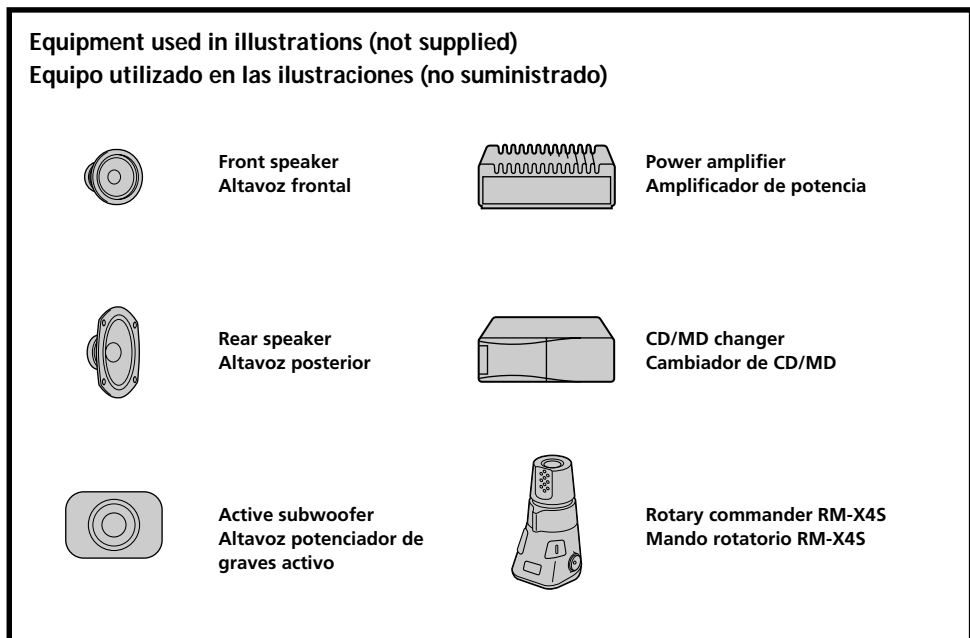 Equipment used in illustrations (not supplied)
Equipo utilizado en las ilustraciones (no suministrado)
Front speaker
Altavoz frontal
Power amplifier
Amplificador de potencia
Rear speaker
Altavoz posterior
CD/MD changer
Cambiador de CD/MD
Active subwoofer
Altavoz potenciador de
graves activo
Rotary commander RM-X4S
Mando rotatorio RM-X4S